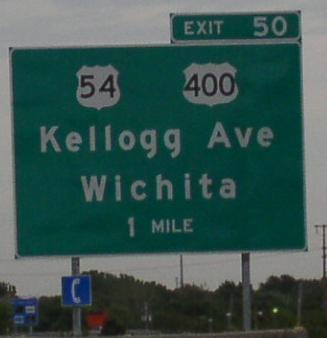 EXIT 50
54 400
Kellogg Ave
Wichita
1 MILE